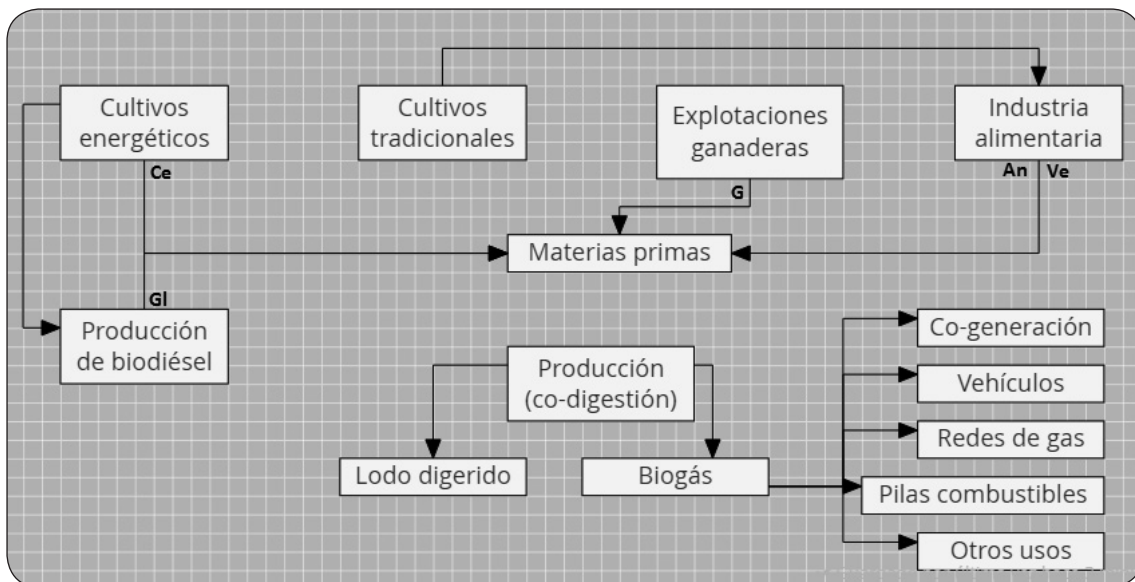 Cultivos
energéticos
Cultivos
tradicionales
Explotaciones
ganaderas
Industria
alimentaria
Ce
G
An
Ve
Materias primas
Gl
Producción
de biodiésel
Producción
(co-digestión)
Lodo digerido
Biogás
Co-generación
Vehículos
Redes de gas
Pilas combustibles
Otros usos